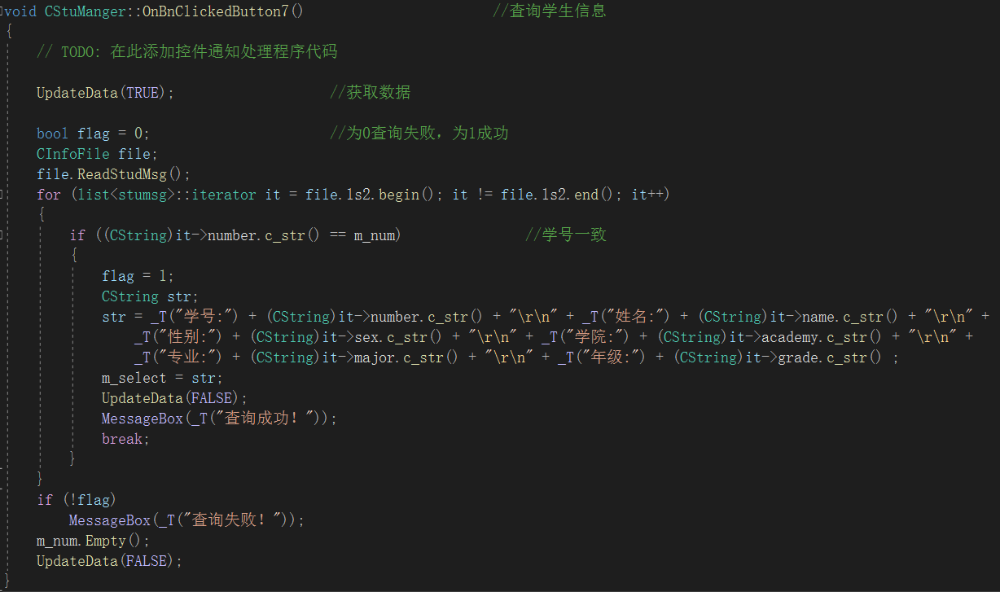 void CStuManger::OnBnClickedButton7() //查询学生信息
{
// TODO: 在此添加控件通知处理程序代码
UpdateData(TRUE); //获取数据
bool flag = 0; //为0查询失败，为1成功
CInfoFile file;
file.ReadStudMsg();
for (list<stumsg>::iterator it = file.ls2.begin(); it != file.ls2.end(); it++)
{
if ((CString)it->number.c_str() == m_num) //学号一致
{
flag = 1;
CString str;
str = _T("学号:") + (CString)it->number.c_str() + "\r\n" + _T("姓名:") + (CString)it->name.c_str() + "\r\n" +
_T("性别:") + (CString)it->sex.c_str() + "\r\n" + _T("学院:") + (CString)it->academy.c_str() + "\r\n" +
_T("专业:") + (CString)it->major.c_str() + "\r\n" + _T("年级:") + (CString)it->grade.c_str() ;
m_select = str;
UpdateData(FALSE);
MessageBox(_T("查询成功！"));
break;
}
}
if (!flag)
MessageBox(_T("查询失败！"));
m_num.Empty();
UpdateData(FALSE);
}